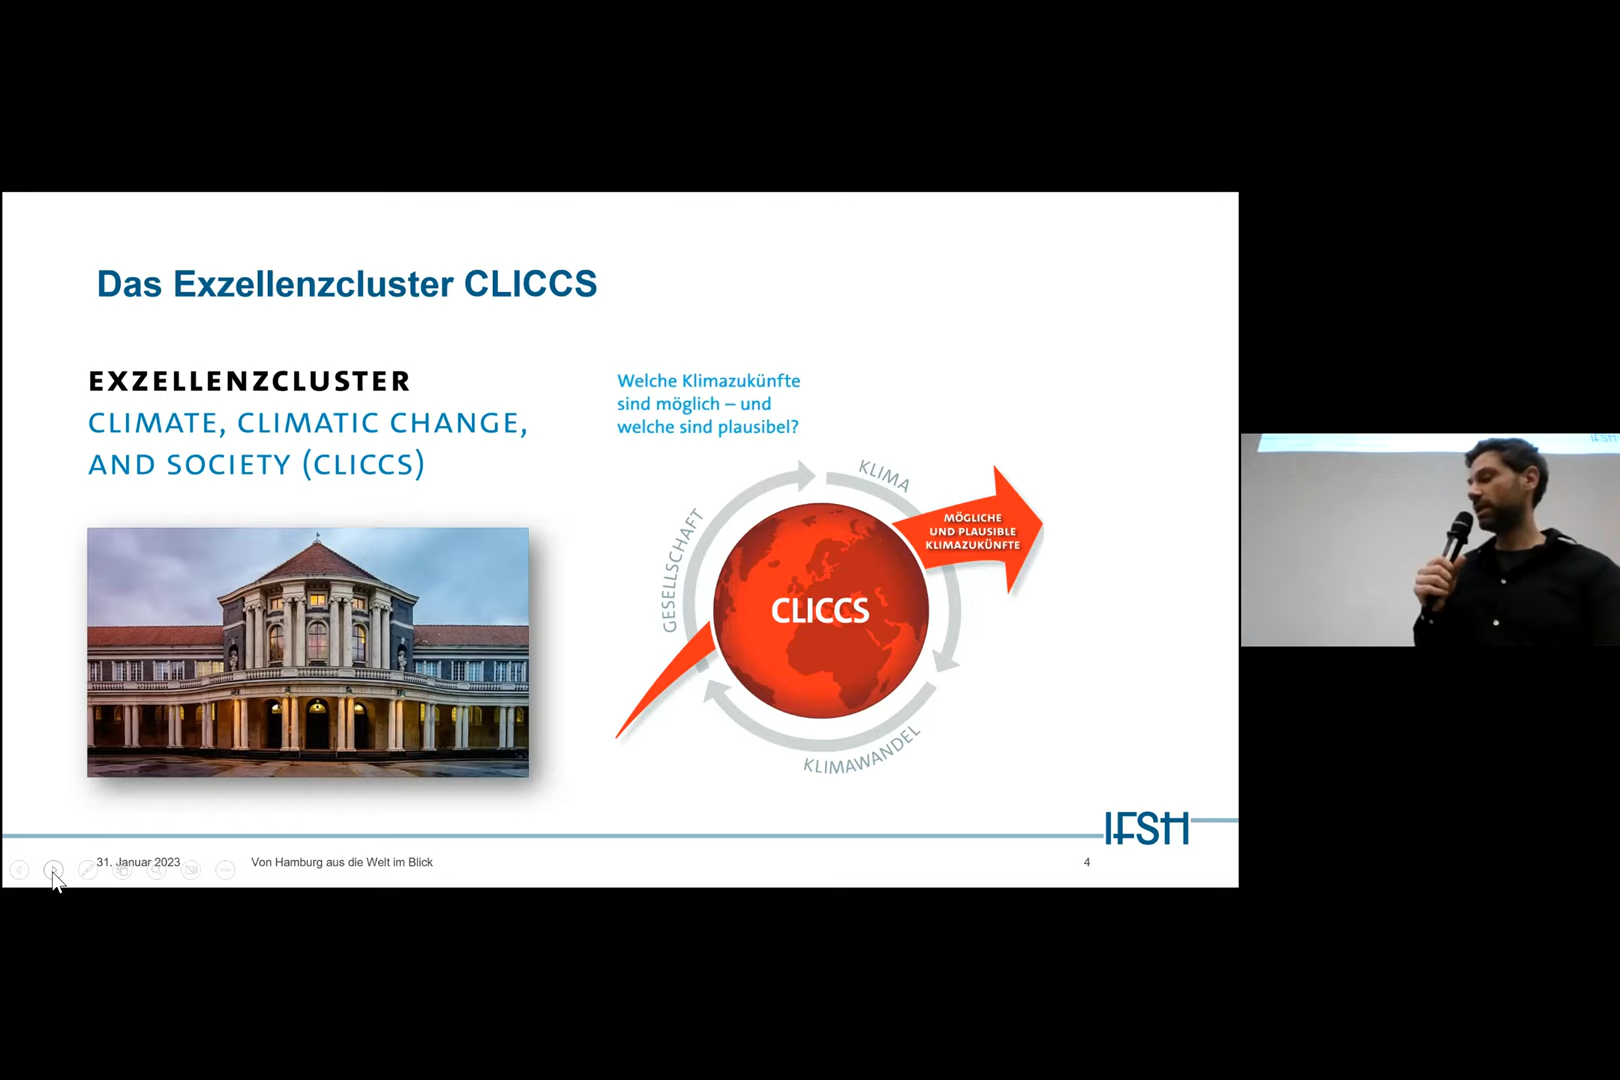 Das Exzellenzcluster CLICCS
EXZELLENZCLUSTER
CLIMATE, CLIMATIC CHANGE,
AND SOCIETY (CLICCS)
Welche Klimazukünfte
sind möglich – und
welche sind plausibel?
KLIMA
GESELLSCHAFT
MÖGLICHE
UND PLAUSIBLE
KLIMAZUKÜNFTE
CLICCS
KLIMAWANDEL
IFSH
31. Januar 2023
Von Hamburg aus die Welt im Blick
4
IFSH